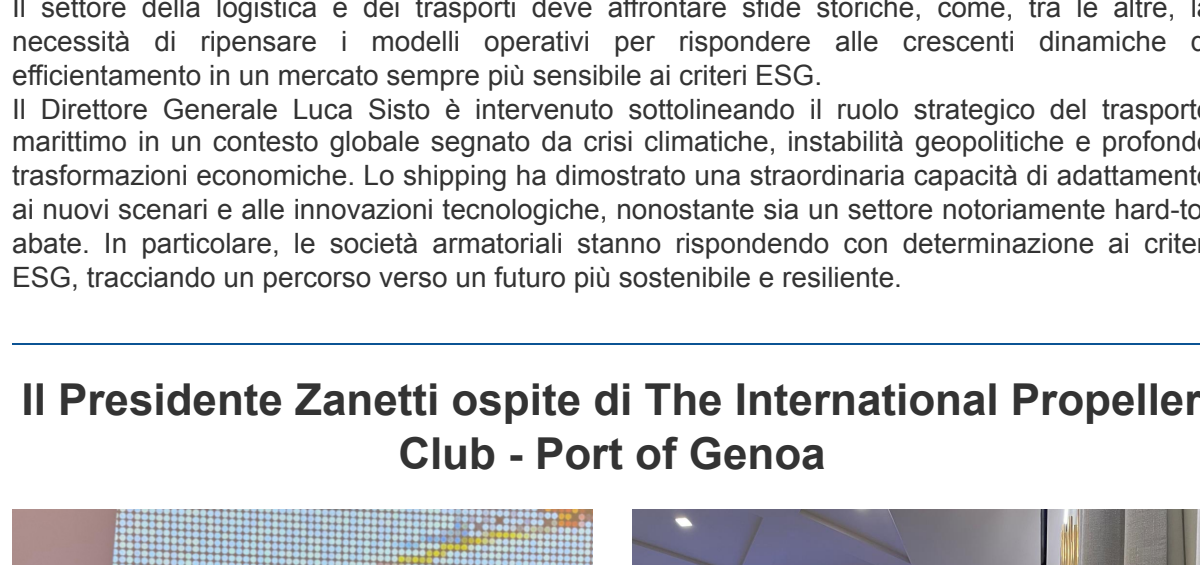 Il settore della logistica e dei trasporti deve affrontare sfide storiche, come, tra le altre, la
necessità di ripensare i modelli operativi per rispondere alle crescenti dinamiche
efficientamento in un mercato sempre più sensibile ai criteri ESG.
Il Direttore Generale Luca Sisto è intervenuto sottolineando il ruolo strategico del trasporto
marittimo in un contesto globale segnato da crisi climatiche, instabilità geopolitiche e profonde
trasformazioni economiche. Lo shipping ha dimostrato una straordinaria capacità di adattamento
ai nuovi scenari e alle innovazioni tecnologiche, nonostante sia un settore notoriamente hard-to-
abate. In particolare, le società armatoriali stanno rispondendo con determinazione ai criteri
ESG, tracciando un percorso verso un futuro più sostenibile e resiliente.
Il Presidente Zanetti ospite di The International Propeller
Club - Port of Genoa